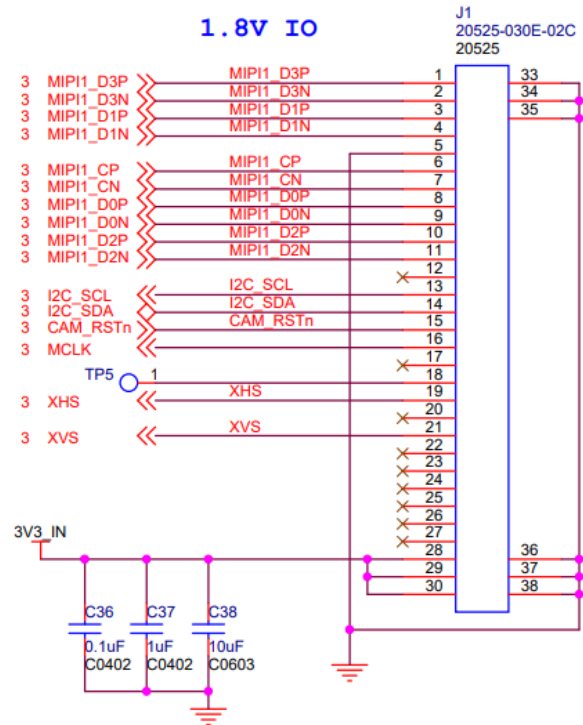 1.8V IO
J1
20525-030E-02C
20525
3 MIPI1_D3P MIPI1_D3P 1 33
3 MIPI1_D3N MIPI1_D3N 2 34
3 MIPI1_D1P MIPI1_D1P 3 35
3 MIPI1_D1N MIPI1_D1N 4
5
3 MIPI1_CP MIPI1_CP 6
3 MIPI1_CN MIPI1_CN 7
3 MIPI1_D0P MIPI1_D0P 8
3 MIPI1_D0N MIPI1_D0N 9
3 MIPI1_D2P MIPI1_D2P 10
3 MIPI1_D2N MIPI1_D2N 11
12
3 I2C_SCL I2C_SCL 13
3 I2C_SDA I2C_SDA 14
3 CAM_RSTn CAM_RSTn 15
3 MCLK 16
17
TP5 1 18
3 XHS XHS 19
20
3 XVS XVS 21
22
23
24
25
26
27
3V3_IN 28 36
29 37
30 38
C36 C37 C38
0.1uF 1uF 10uF
C0402 C0402 C0603